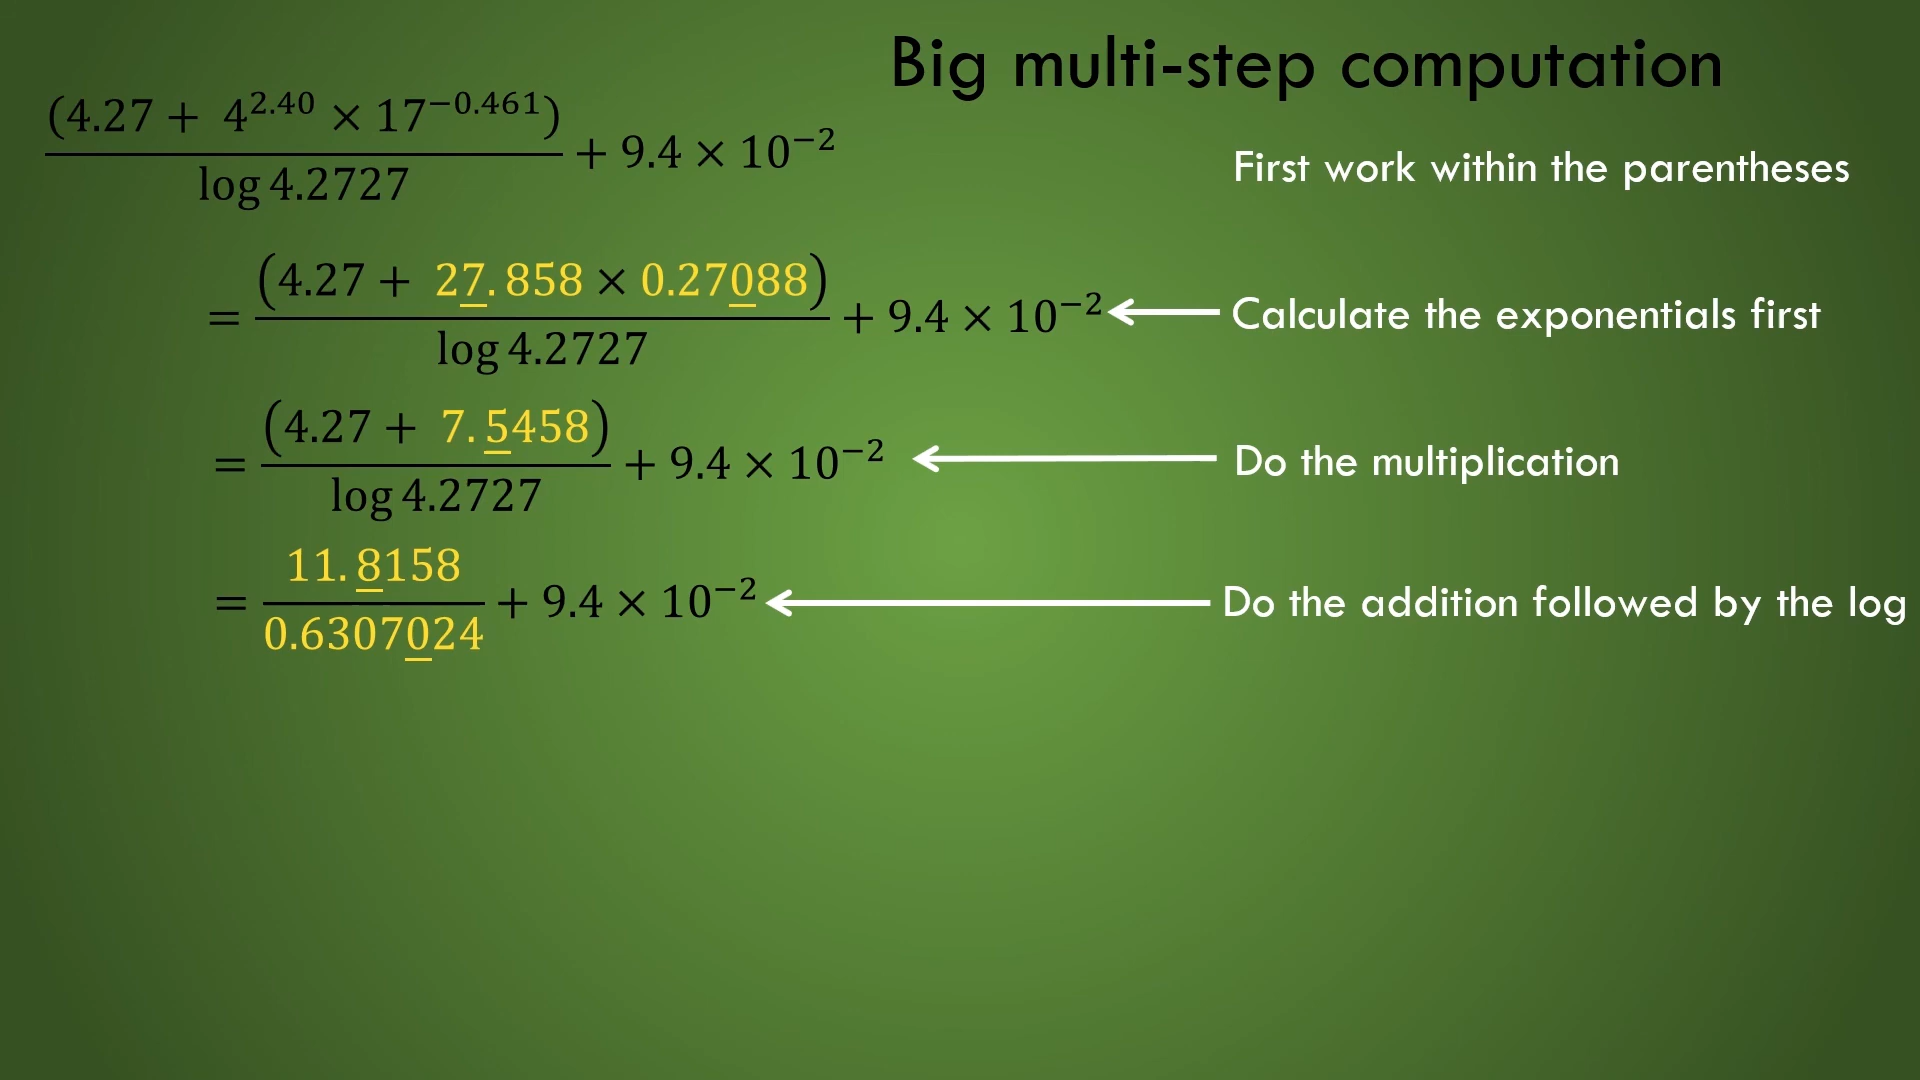 Big multi-step computation
(4.27 + 4^2.40 × 17^−0.461) / log 4.2727 + 9.4 × 10^−2
First work within the parentheses
= (4.27 + 27.858 × 0.27088) / log 4.2727 + 9.4 × 10^−2
Calculate the exponentials first
= (4.27 + 7.5458) / log 4.2727 + 9.4 × 10^−2
Do the multiplication
= 11.8158 / 0.6307024 + 9.4 × 10^−2
Do the addition followed by the log